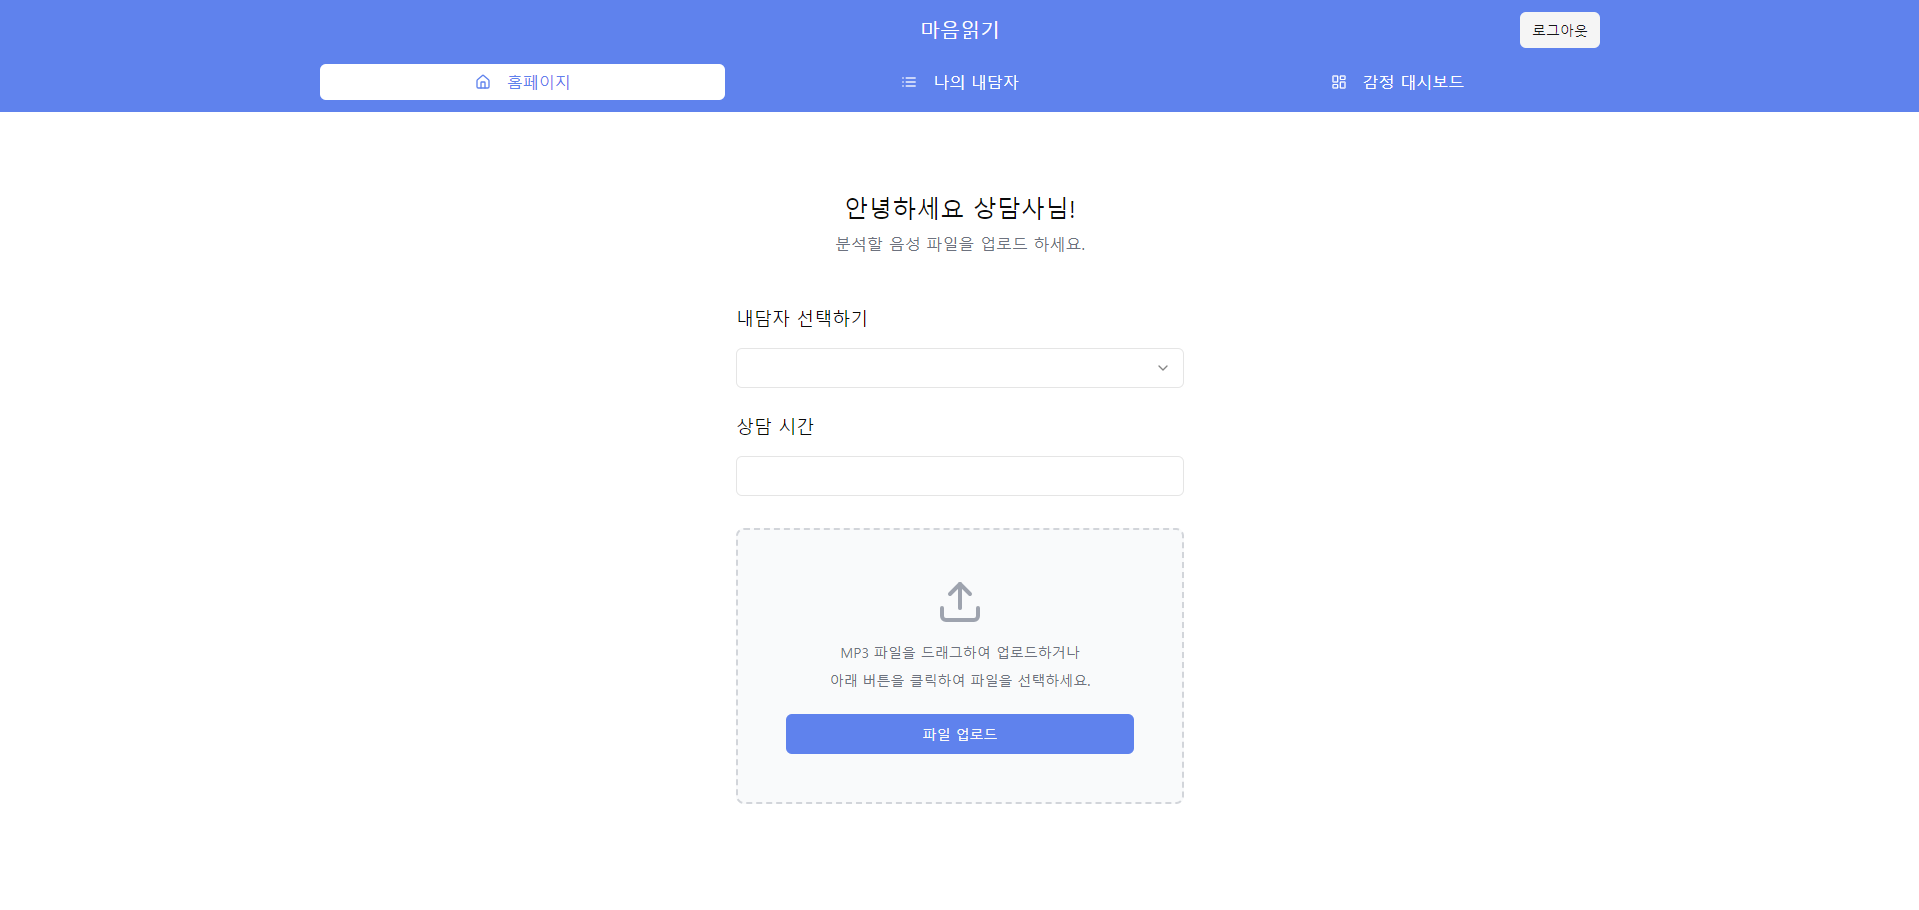 마음읽기
로그아웃
홈페이지
나의 내담자
감정 대시보드
안녕하세요 상담사님!
분석할 음성 파일을 업로드 하세요.
내담자 선택하기
상담 시간
MP3 파일을 드래그하여 업로드하거나
아래 버튼을 클릭하여 파일을 선택하세요.
파일 업로드